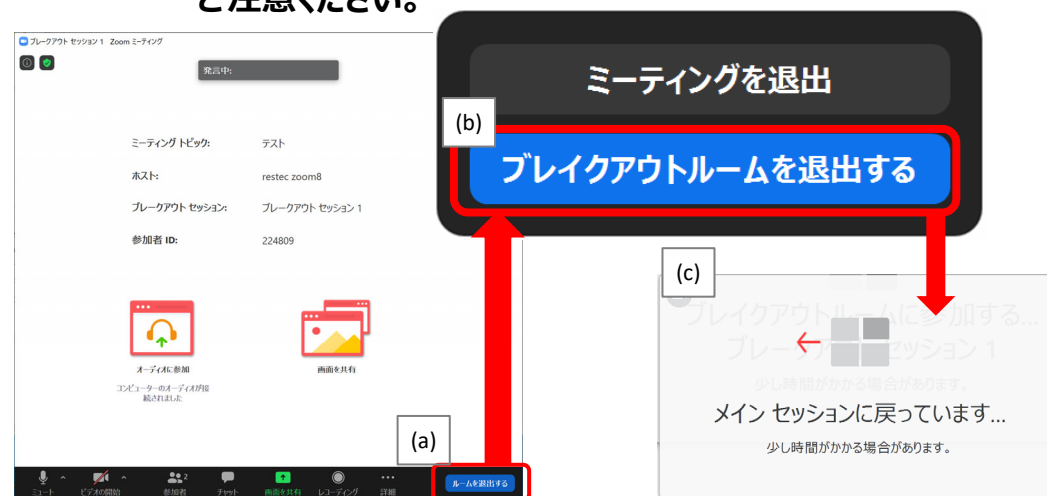 ご注意ください。
ブレークアウト セッション 1 Zoom ミーティング
発言中:
ミーティング トピック: テスト
ホスト: restec zoom8
ブレークアウト セッション: ブレークアウト セッション 1
参加者 ID: 224809
オーディオに参加
コンピューターのオーディオが接
続されました
画面を共有
(a)
ミュート ビデオの開始 参加者 2 チャット 画面を共有 レコーディング 詳細 ルームを退出する
ミーティングを退出
(b)
ブレイクアウトルームを退出する
(c)
ブレイクアウトルームに参加する...
ブレークアウト セッション 1
少し時間がかかる場合があります。
メイン セッションに戻っています...
少し時間がかかる場合があります。